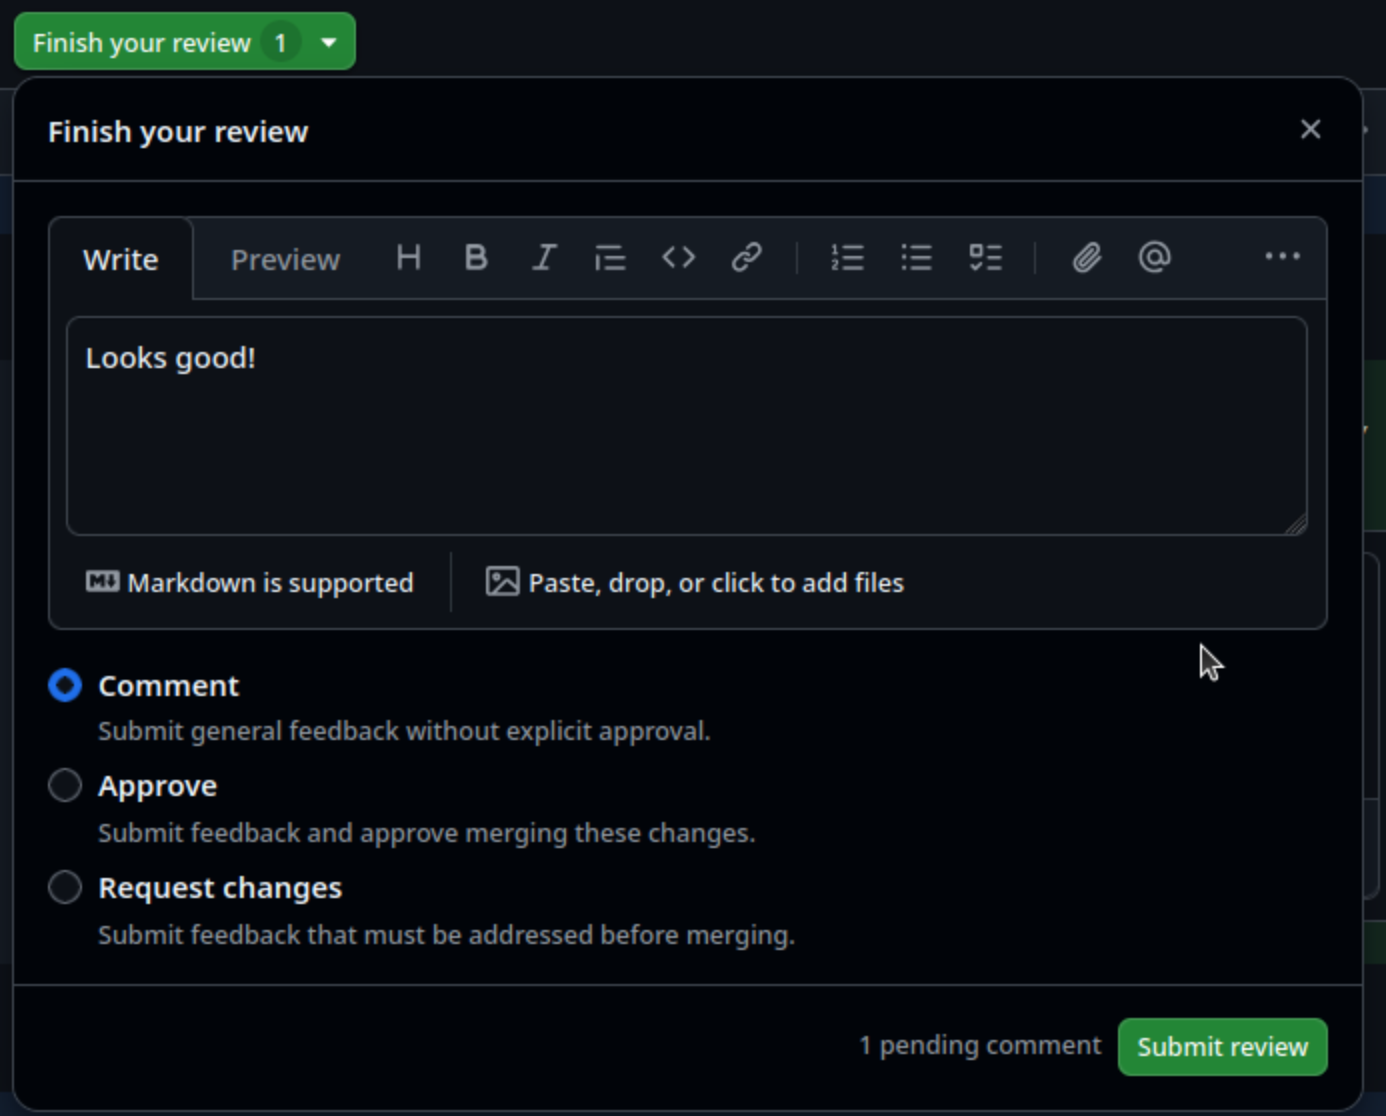 Finish your review 1
Finish your review
Write Preview
Looks good!
Markdown is supported Paste, drop, or click to add files
Comment
Submit general feedback without explicit approval.
Approve
Submit feedback and approve merging these changes.
Request changes
Submit feedback that must be addressed before merging.
1 pending comment Submit review